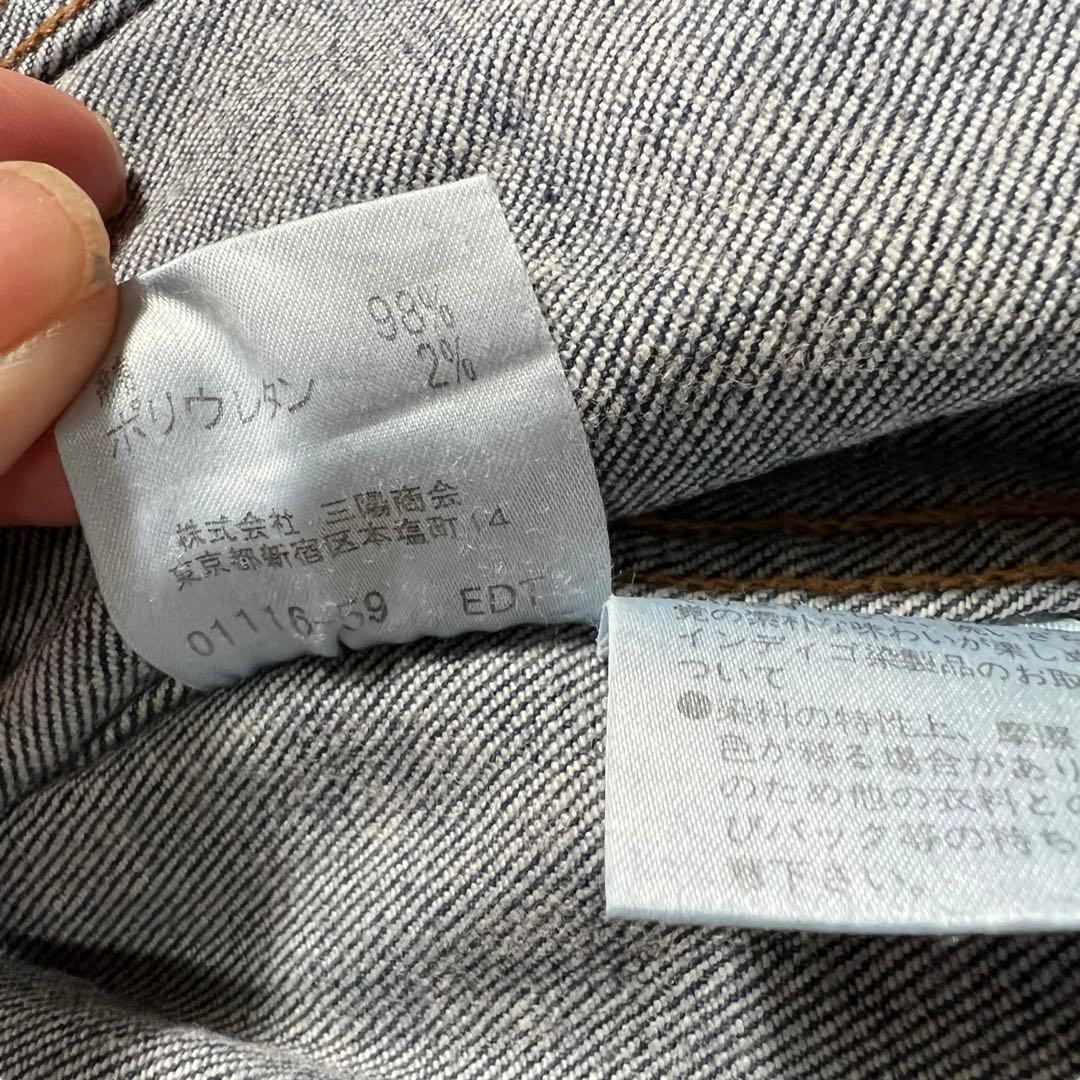 98%
ポリウレタン 2%
株式会社 三陽商会
東京都新宿区本塩町14
01116-59 EDT
インディゴ染製品のお取
ついて
●染料の特性上、摩擦
色が移る場合があり
のため他の衣料との
びバック等の持ち
下さい。